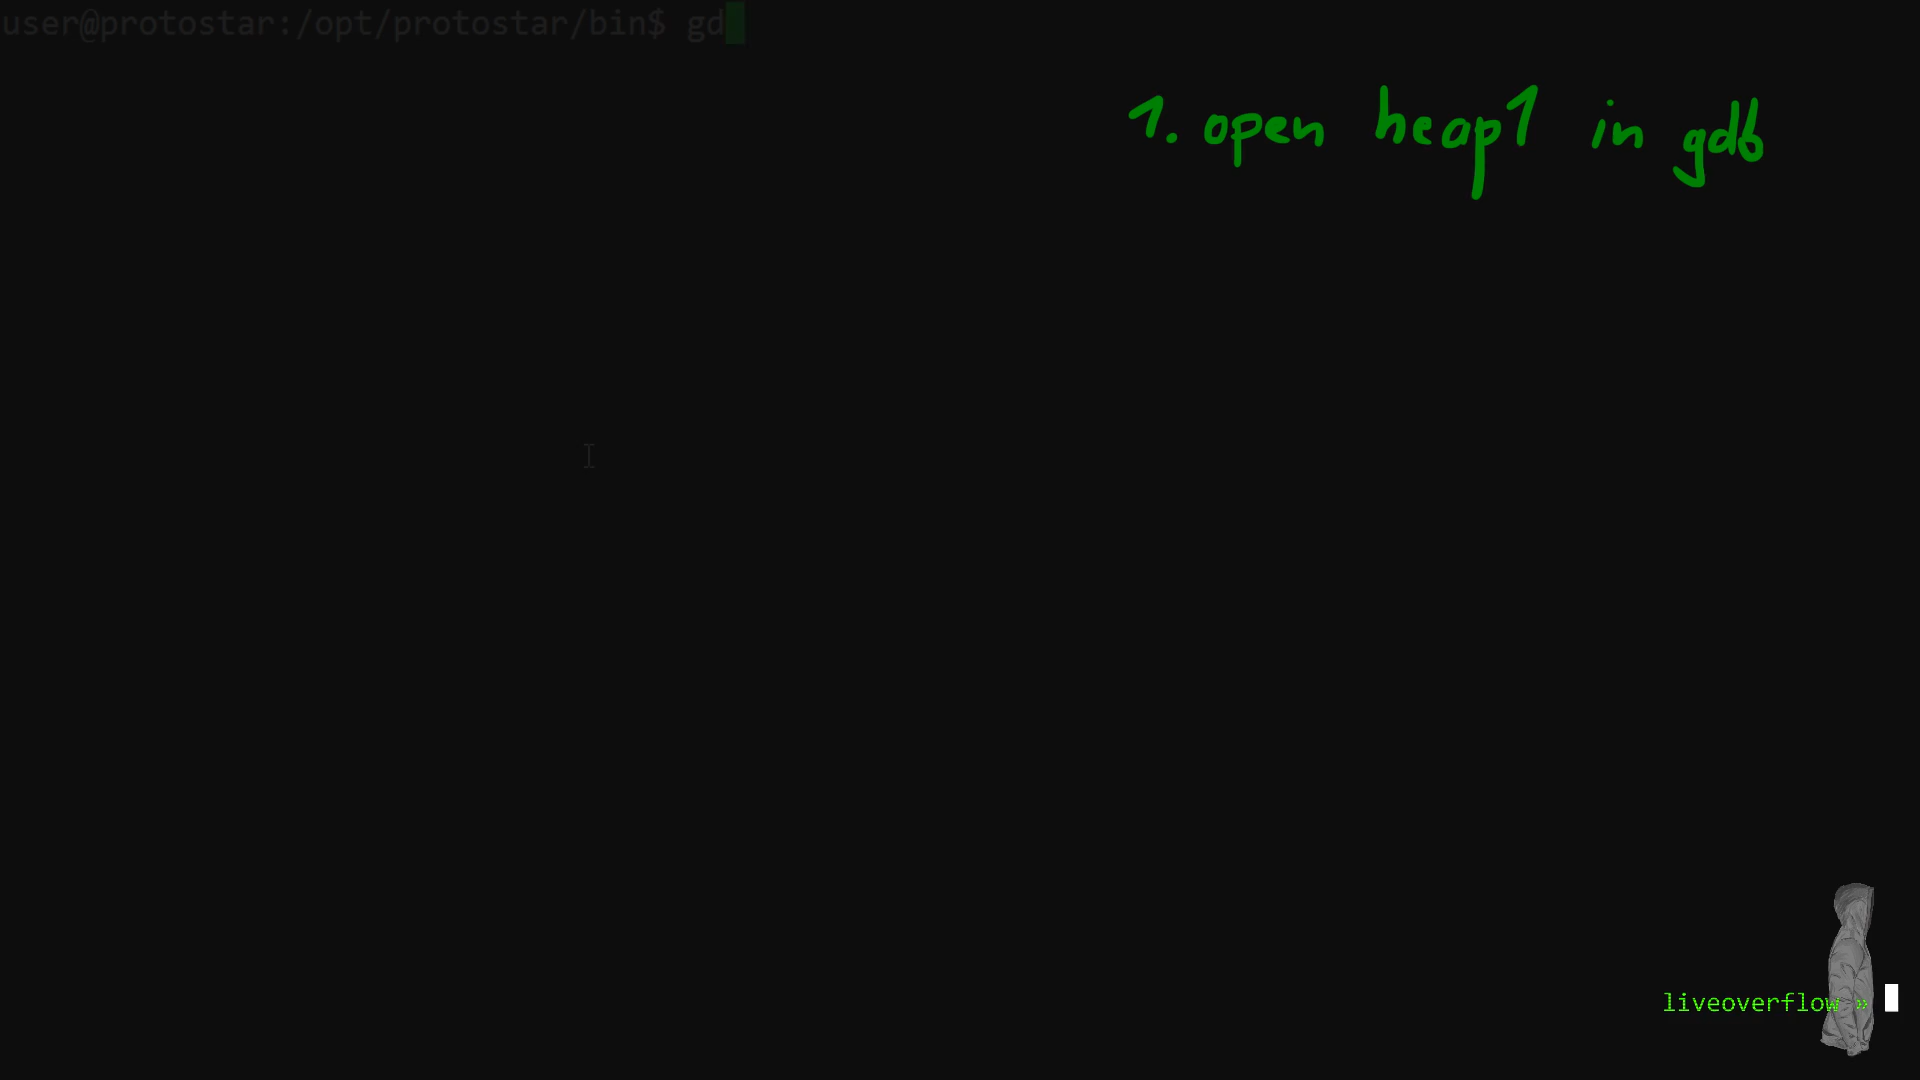 user@protostar:/opt/protostar/bin$ gd
1. open heap1 in gdb
liveoverflow »